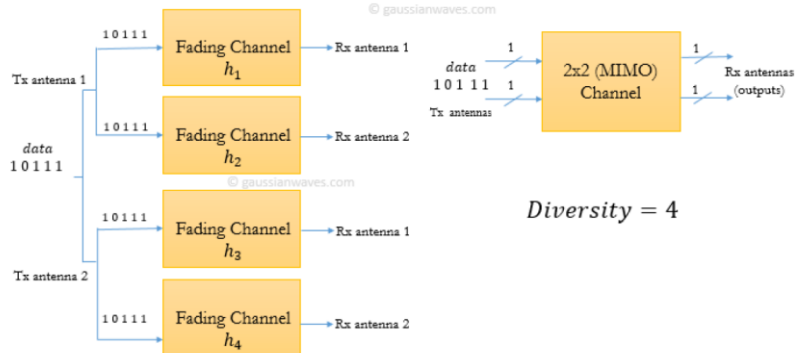 © gaussianwaves.com
1 0 1 1 1
Fading Channel
h₁
Rx antenna 1
Tx antenna 1
1 0 1 1 1
Fading Channel
h₂
Rx antenna 2
data
1 0 1 1 1
© gaussianwaves.com
1 0 1 1 1
Fading Channel
h₃
Rx antenna 1
Tx antenna 2
1 0 1 1 1
Fading Channel
h₄
Rx antenna 2
1
data
10 1 11
1
Tx antennas
2x2 (MIMO)
Channel
1
1
Rx antennas
(outputs)
Diversity = 4